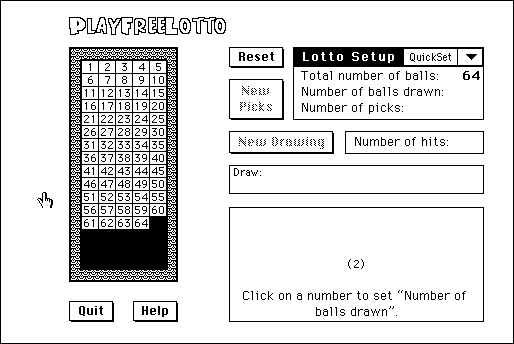 PLAYFREELOTTO
1 2 3 4 5
6 7 8 9 10
11 12 13 14 15
16 17 18 19 20
21 22 23 24 25
26 27 28 29 30
31 32 33 34 35
36 37 38 39 40
41 42 43 44 45
46 47 48 49 50
51 52 53 54 55
56 57 58 59 60
61 62 63 64
Quit Help
Reset
New
Picks
Lotto Setup QuickSet
Total number of balls: 64
Number of balls drawn:
Number of picks:
New Drawing
Number of hits:
Draw:
(2)
Click on a number to set “Number of
balls drawn”.